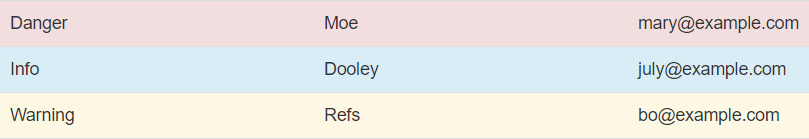 Danger Moe mary@example.com
Info Dooley july@example.com
Warning Refs bo@example.com